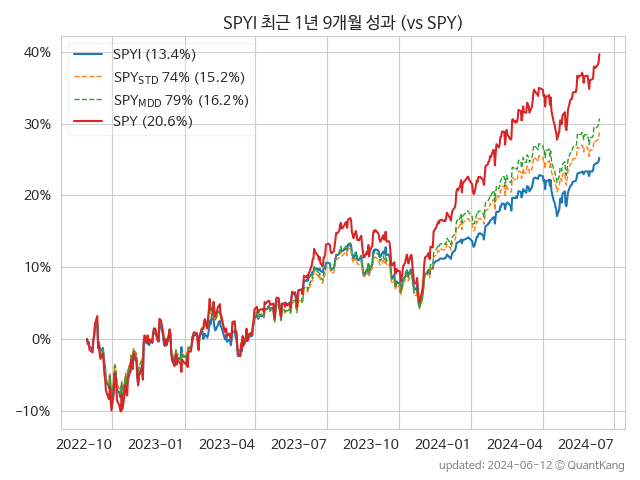 SPYI 최근 1년 9개월 성과 (vs SPY)
SPYI (13.4%)
SPYSTD 74% (15.2%)
SPYMDD 79% (16.2%)
SPY (20.6%)
40%
30%
20%
10%
0%
−10%
2022-10 2023-01 2023-04 2023-07 2023-10 2024-01 2024-04 2024-07
updated: 2024-06-12 © QuantKang